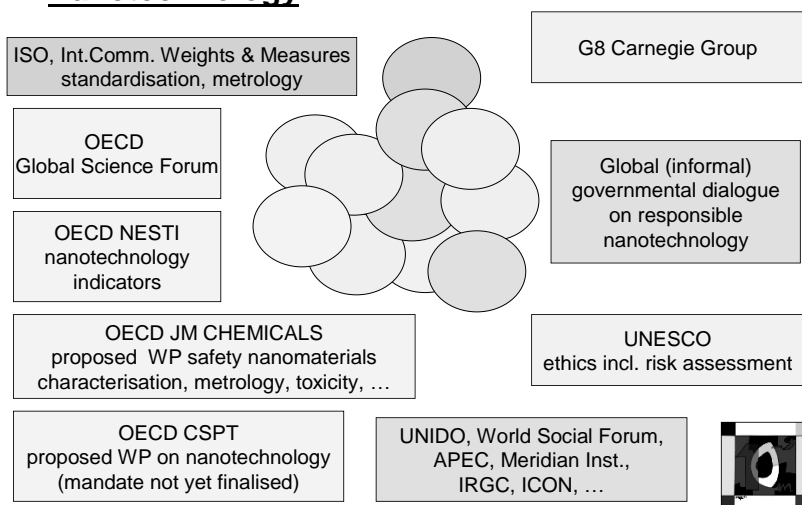 nanotechnology
ISO, Int.Comm. Weights & Measures
standardisation, metrology
G8 Carnegie Group
OECD
Global Science Forum
Global (informal)
governmental dialogue
on responsible
nanotechnology
OECD NESTI
nanotechnology
indicators
OECD JM CHEMICALS
proposed WP safety nanomaterials
characterisation, metrology, toxicity, …
UNESCO
ethics incl. risk assessment
OECD CSPT
proposed WP on nanotechnology
(mandate not yet finalised)
UNIDO, World Social Forum,
APEC, Meridian Inst.,
IRGC, ICON, …